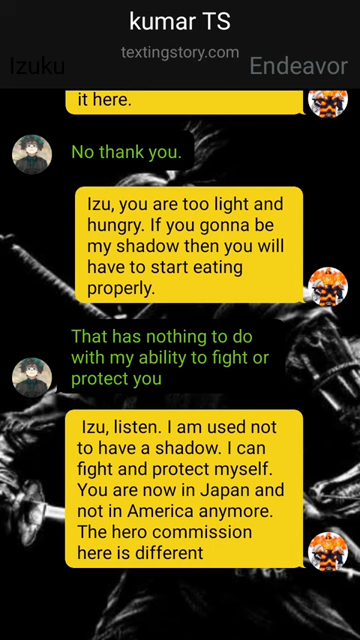 kumar TS
textingstory.com
Izuku
Endeavor
it here.
No thank you.
Izu, you are too light and
hungry. If you gonna be
my shadow then you will
have to start eating
properly.
That has nothing to do
with my ability to fight or
protect you
Izu, listen. I am used not
to have a shadow. I can
fight and protect myself.
You are now in Japan and
not in America anymore.
The hero commission
here is different